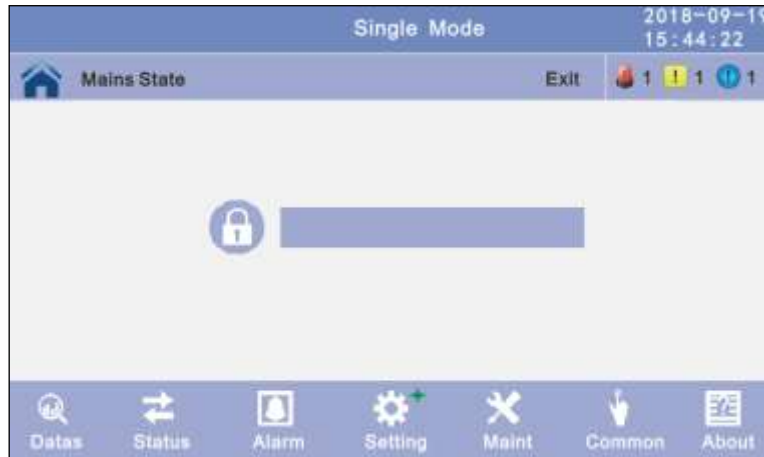 Single Mode
2018-09-19
15:44:22
Mains State
Exit
1
! 1
1
1
Datas
Status
Alarm
Setting
Maint
Common
About